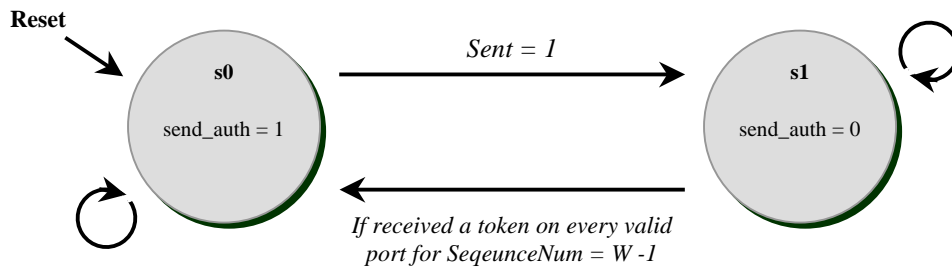 Reset
s0
send_auth = 1
Sent = 1
s1
send_auth = 0
If received a token on every valid
port for SeqeunceNum = W -1